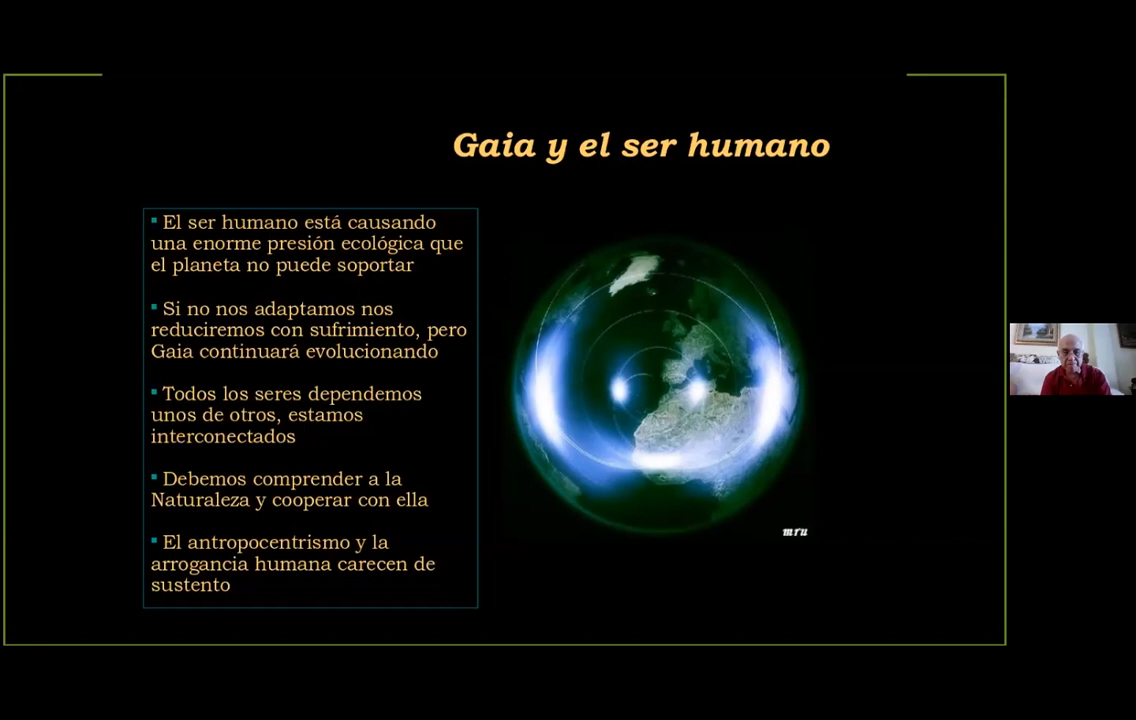 Gaia y el ser humano
▪ El ser humano está causando
una enorme presión ecológica que
el planeta no puede soportar
▪ Si no nos adaptamos nos
reduciremos con sufrimiento, pero
Gaia continuará evolucionando
▪ Todos los seres dependemos
unos de otros, estamos
interconectados
▪ Debemos comprender a la
Naturaleza y cooperar con ella
▪ El antropocentrismo y la
arrogancia humana carecen de
sustento
mru